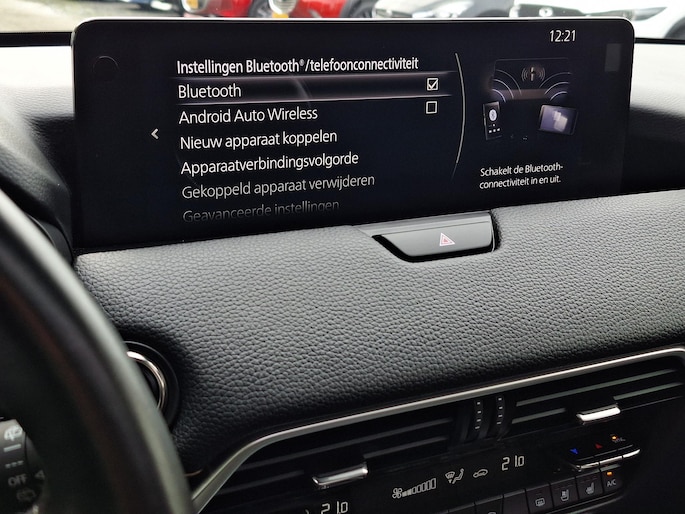 12:21
Instellingen Bluetooth®/telefoonconnectiviteit
Bluetooth
Android Auto Wireless
Nieuw apparaat koppelen
Apparaatverbindingsvolgorde
Gekoppeld apparaat verwijderen
Geavanceerde instellingen
Schakelt de Bluetooth-
connectiviteit in en uit.
OFF
21.0
21.0
A/C